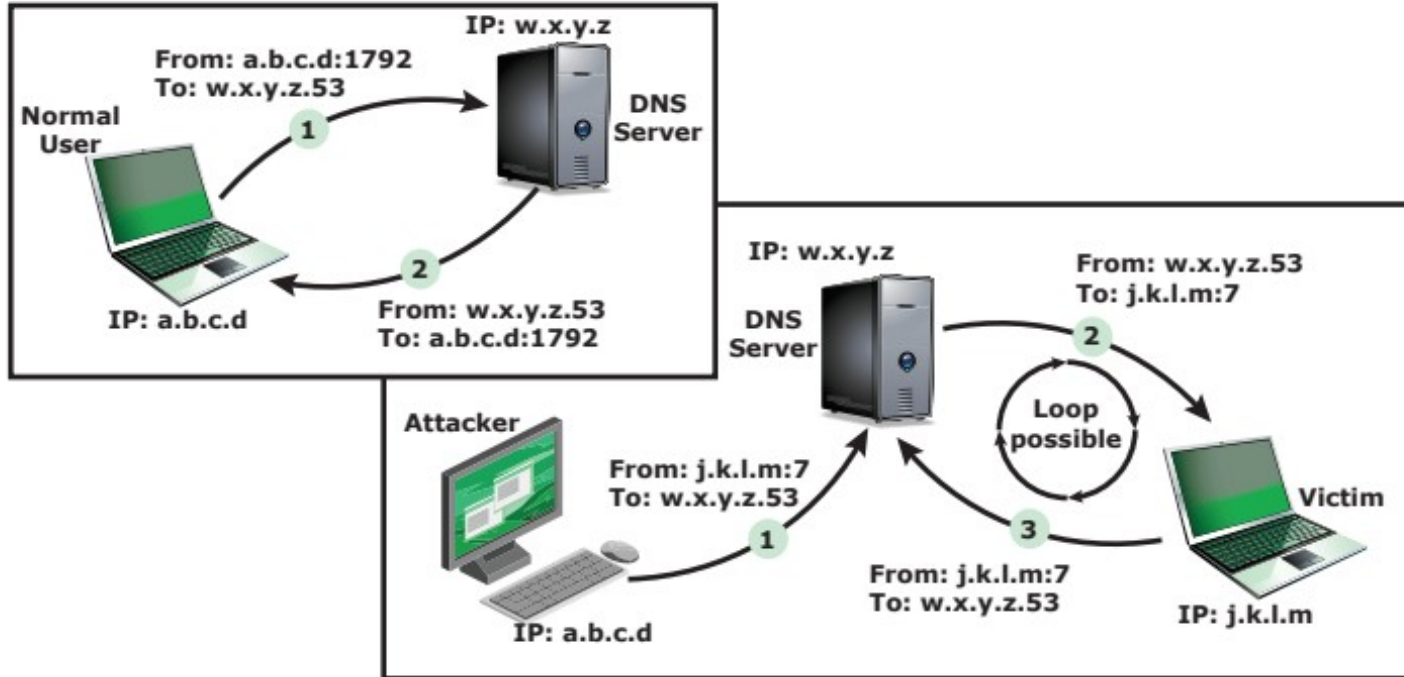 IP: w.x.y.z
From: a.b.c.d:1792
To: w.x.y.z.53
Normal
User
1
DNS
Server
2
IP: a.b.c.d
From: w.x.y.z.53
To: a.b.c.d:1792
IP: w.x.y.z
From: w.x.y.z.53
To: j.k.l.m:7
DNS
Server
2
Loop
possible
Attacker
From: j.k.l.m:7
To: w.x.y.z.53
1
Victim
3
From: j.k.l.m:7
To: w.x.y.z.53
IP: a.b.c.d
IP: j.k.l.m